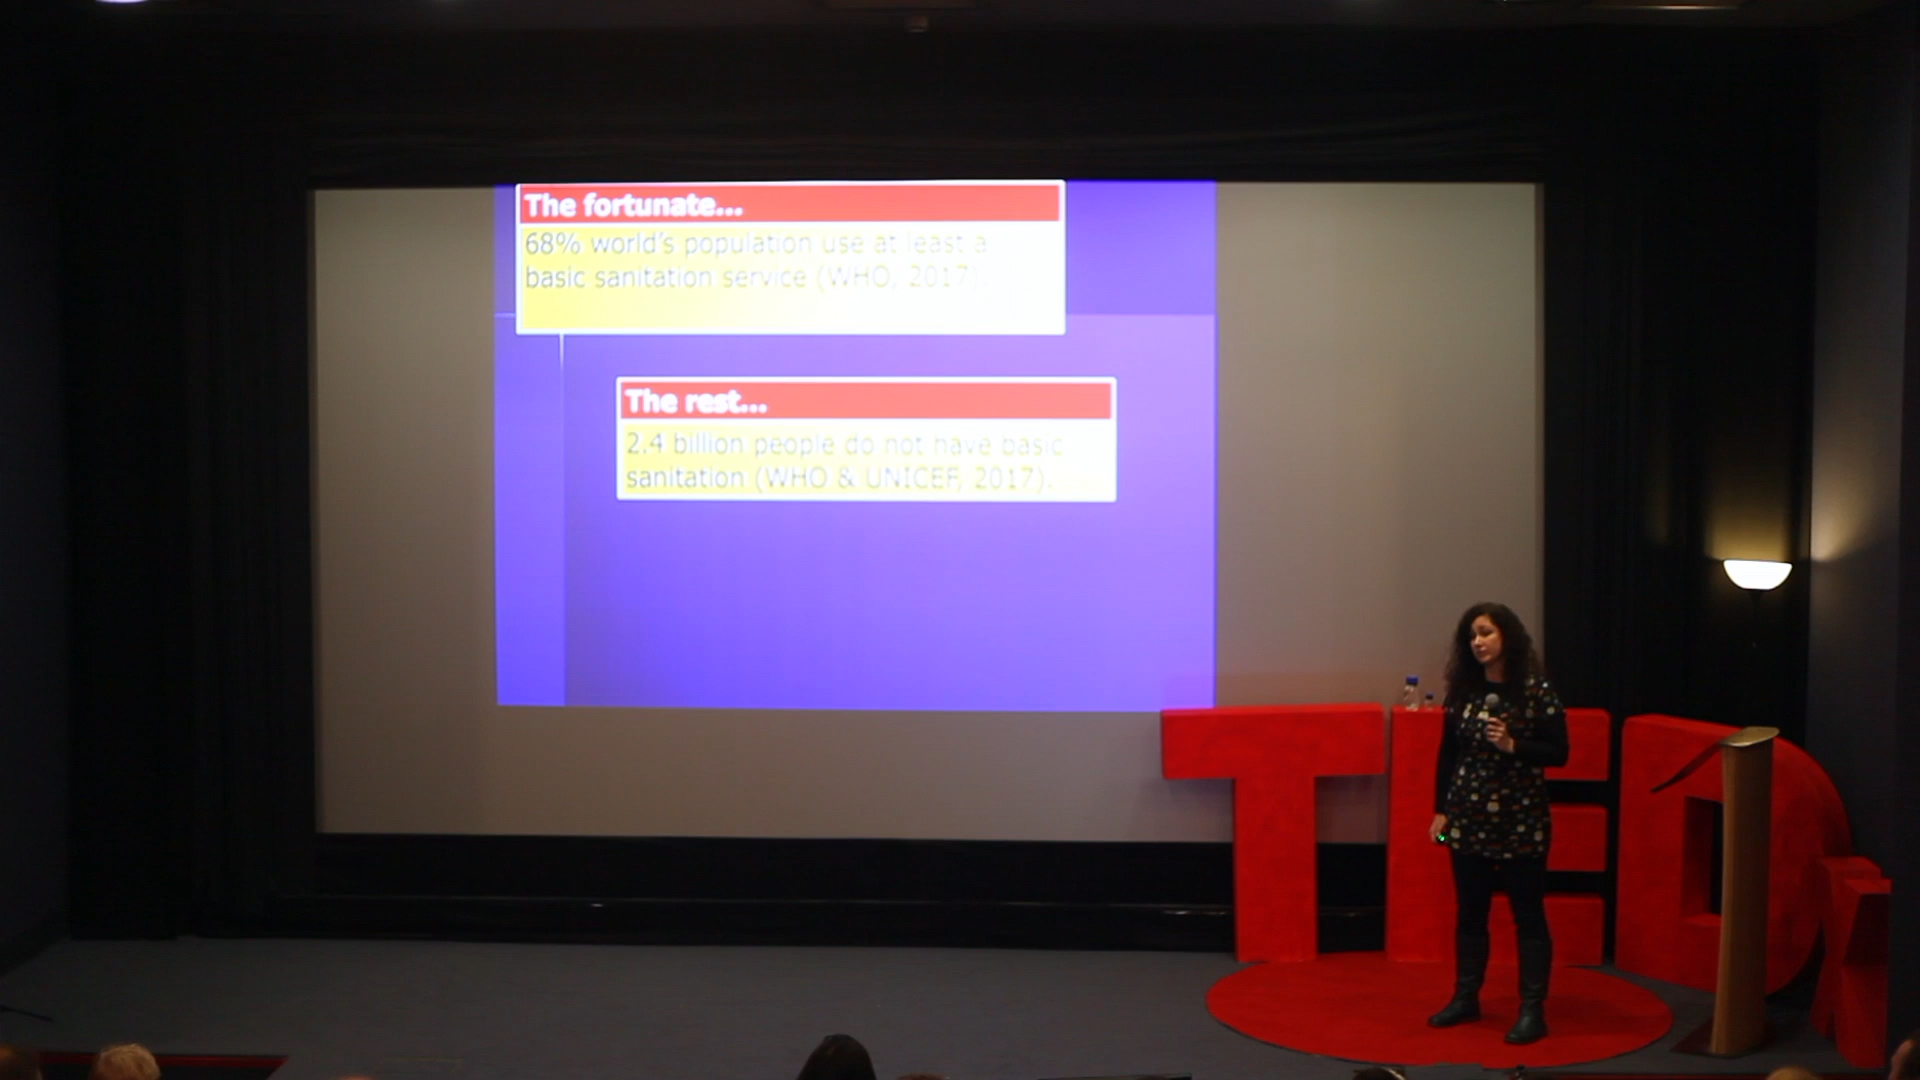 The fortunate...
68% world's population use at least a
basic sanitation service (WHO, 2017).
The rest...
2.4 billion people do not have basic
sanitation (WHO & UNICEF, 2017).
TEDx